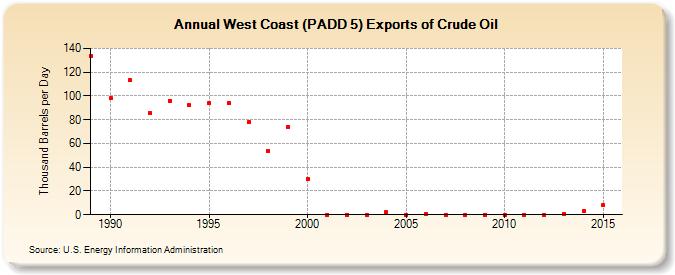 Annual West Coast (PADD 5) Exports of Crude Oil
Thousand Barrels per Day
140
120
100
80
60
40
20
0
1990 1995 2000 2005 2010 2015
Source: U.S. Energy Information Administration